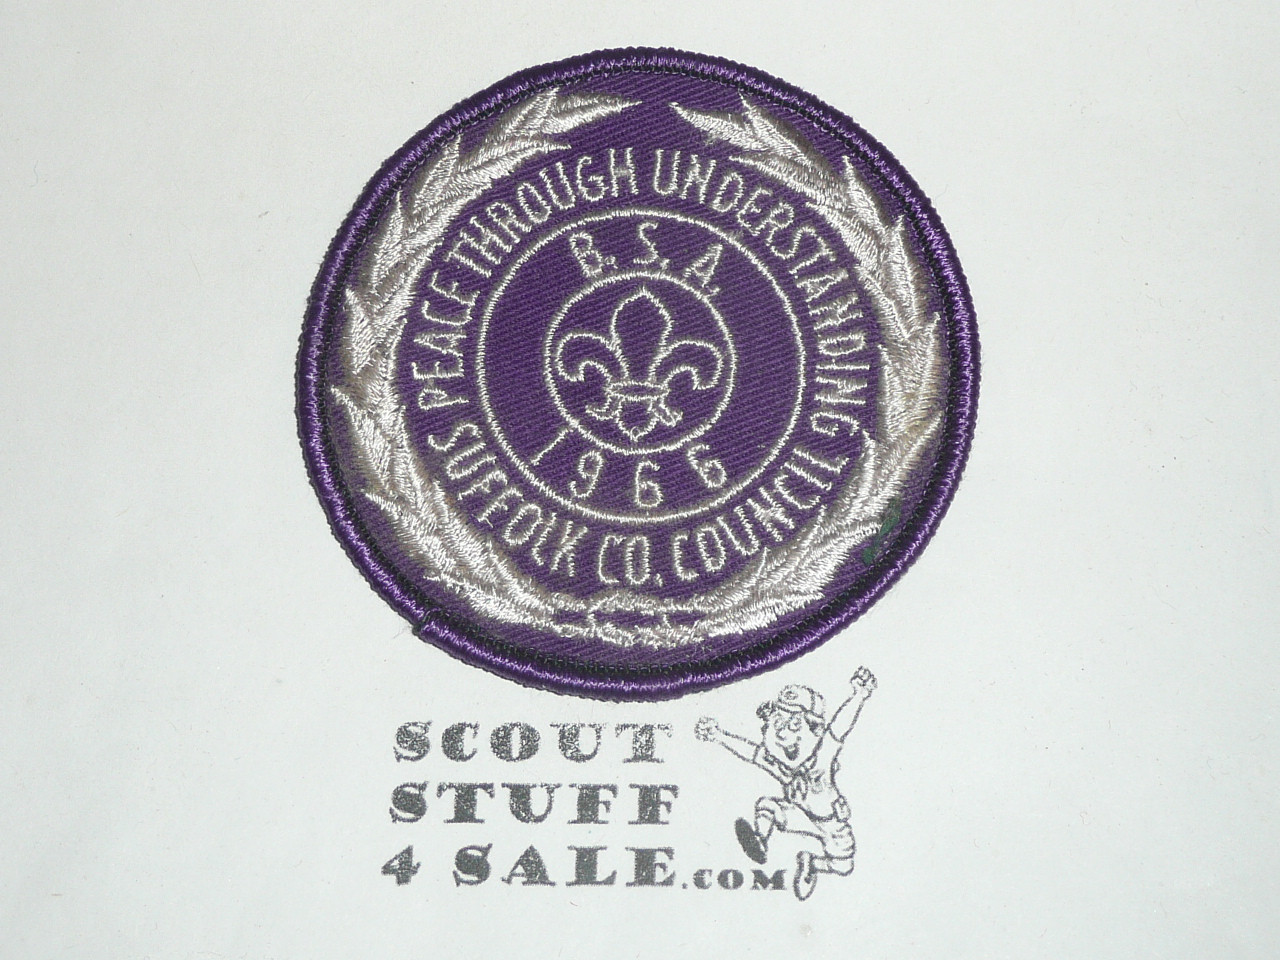 PEACE THROUGH UNDERSTANDING
B.S.A.
1966
SUFFOLK CO. COUNCIL
SCOUT
STUFF
4 SALE.COM